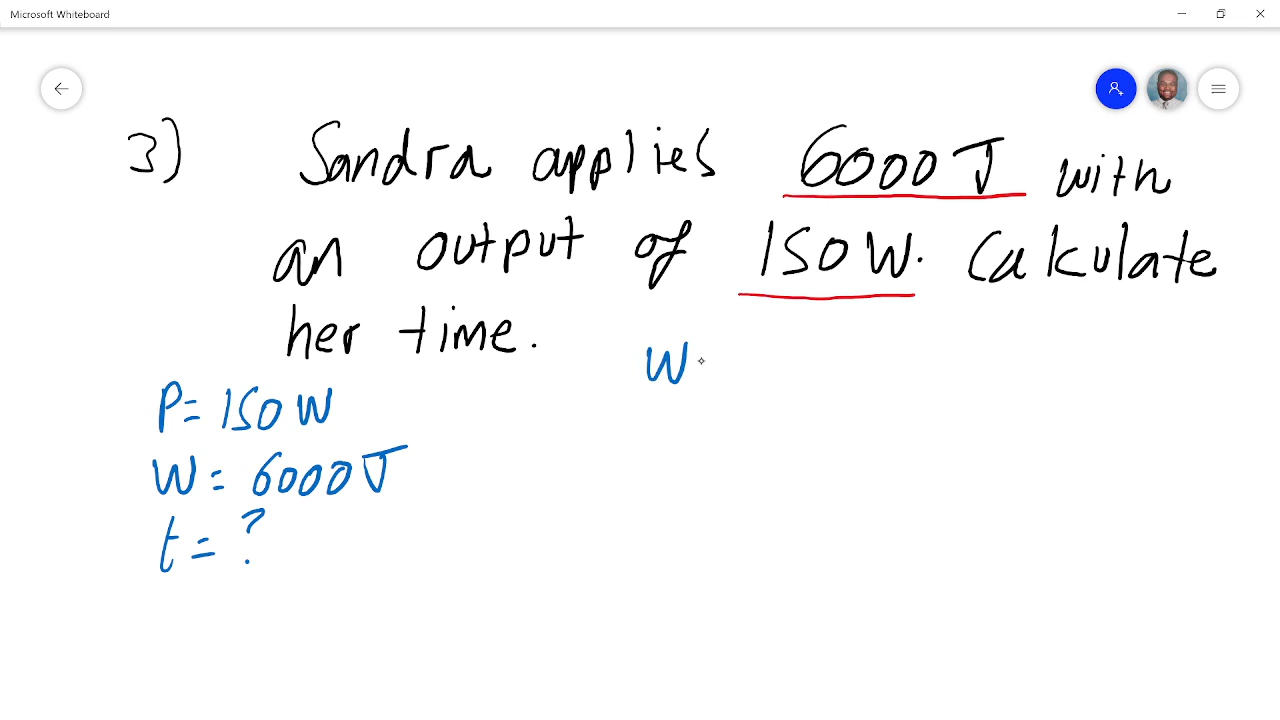 Microsoft Whiteboard
3) Sandra applies 6000 J with
an output of 150 W. Calculate
her time.
W
P = 150 W
W = 6000 J
t = ?